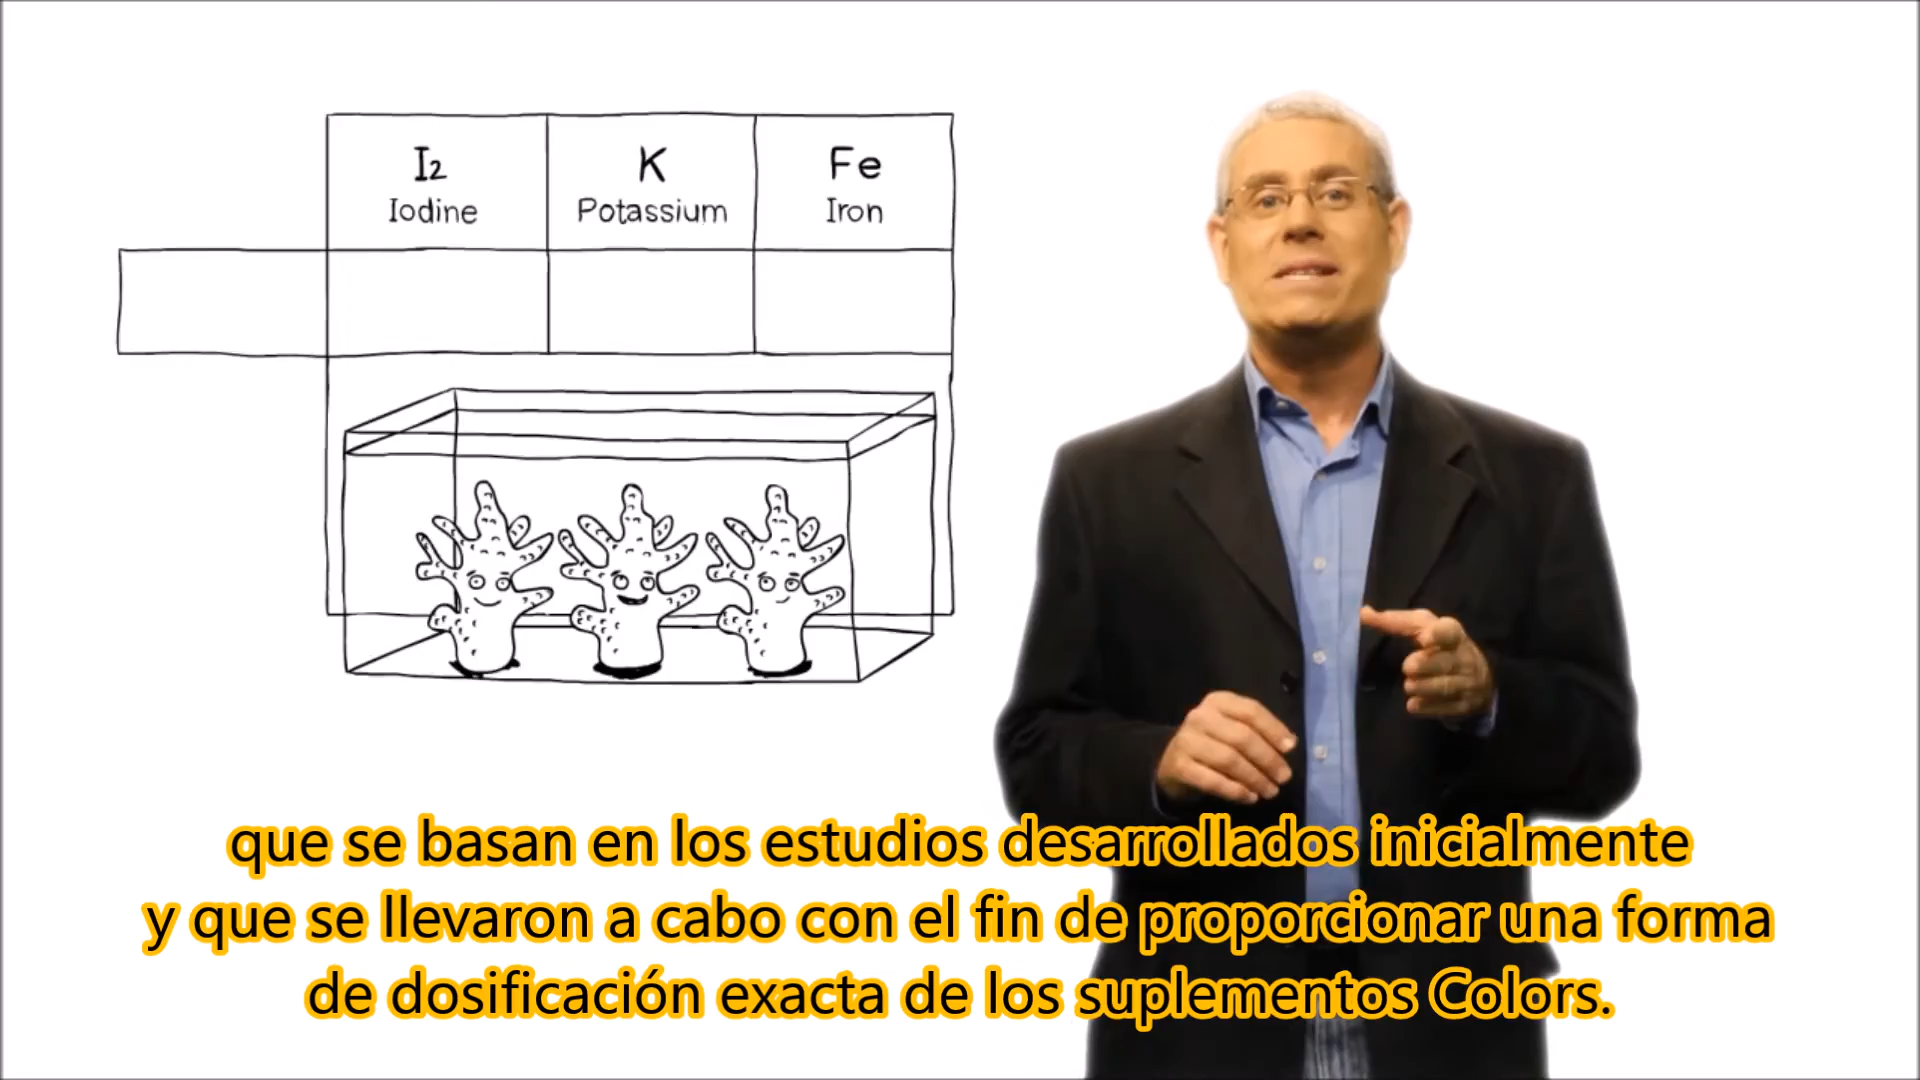 I2 K Fe
Iodine Potassium Iron
que se basan en los estudios desarrollados inicialmente
y que se llevaron a cabo con el fin de proporcionar una forma
de dosificación exacta de los suplementos Colors.